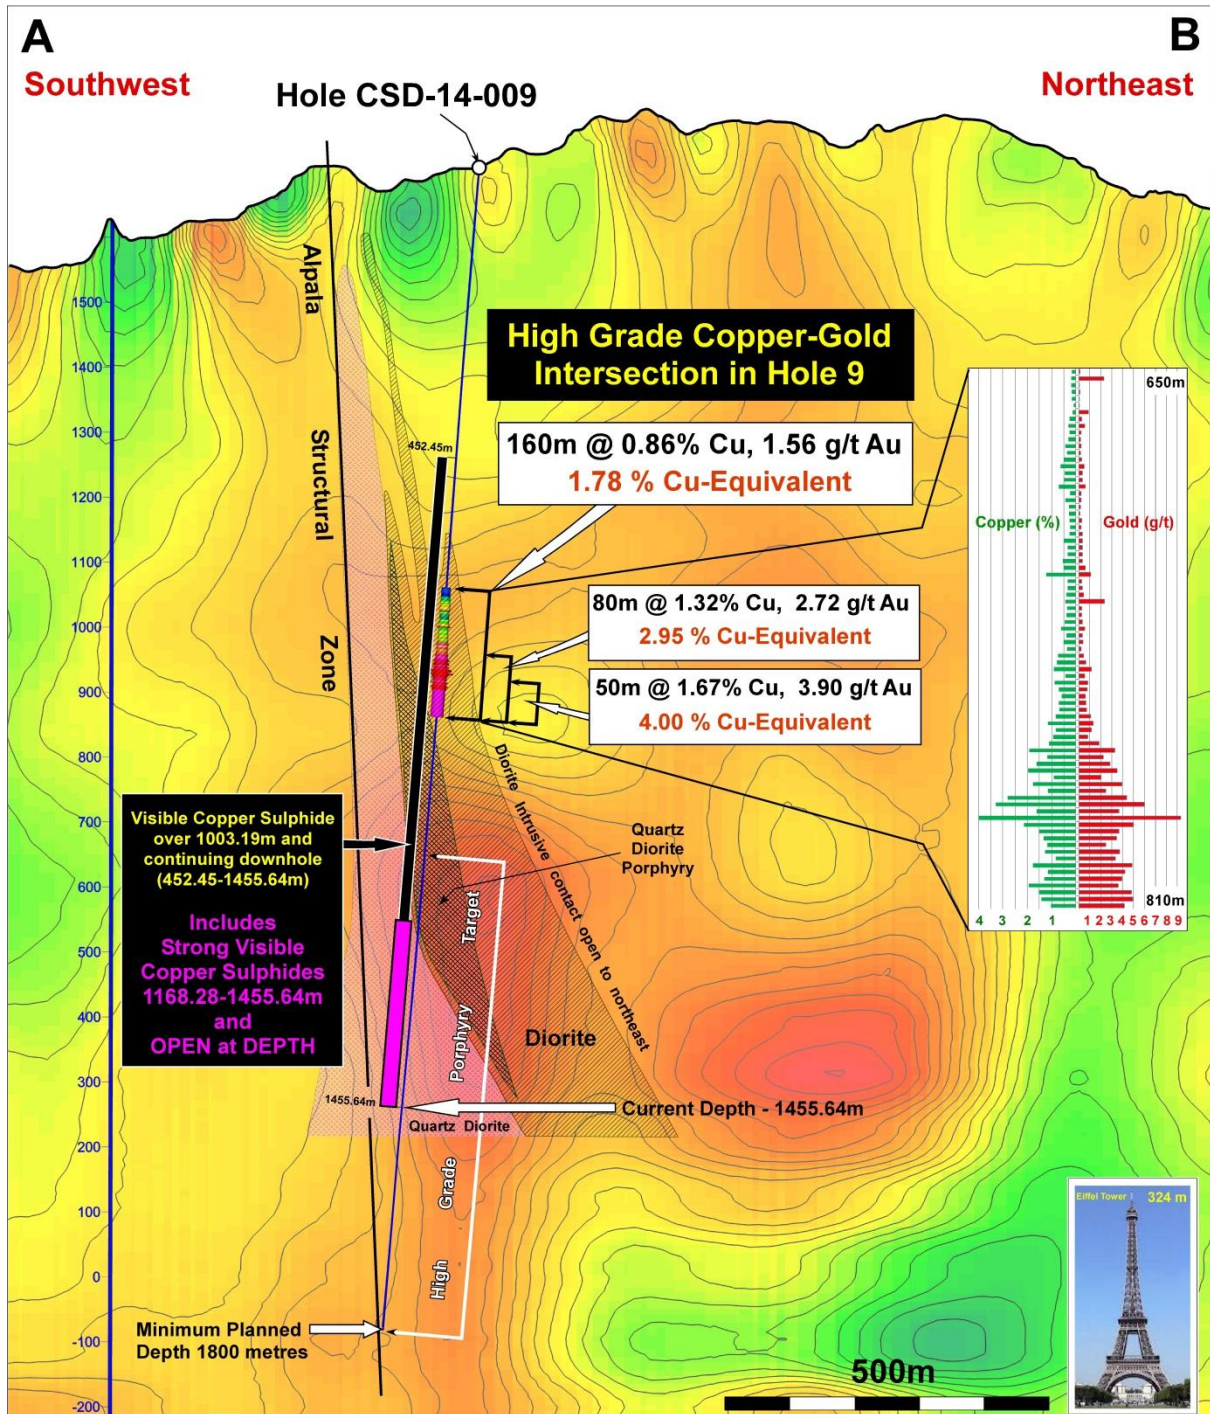 A
B
Southwest
Northeast
Hole CSD-14-009
Alpala
Structural
Zone
1500
1400
1300
1200
1100
1000
900
800
700
600
500
400
300
200
100
0
-100
-200
High Grade Copper-Gold
Intersection in Hole 9
452.45m
160m @ 0.86% Cu, 1.56 g/t Au
1.78 % Cu-Equivalent
80m @ 1.32% Cu, 2.72 g/t Au
2.95 % Cu-Equivalent
50m @ 1.67% Cu, 3.90 g/t Au
4.00 % Cu-Equivalent
650m
Copper (%)
Gold (g/t)
810m
4 3 2 1
1 2 3 4 5 6 7 8 9
Visible Copper Sulphide
over 1003.19m and
continuing downhole
(452.45-1455.64m)
Includes
Strong Visible
Copper Sulphides
1168.28-1455.64m
and
OPEN at DEPTH
Diorite Intrusive contact open to northeast
Quartz
Diorite
Porphyry
High Grade Porphyry Target
Diorite
1455.64m
Current Depth - 1455.64m
Quartz Diorite
Minimum Planned
Depth 1800 metres
500m
Eiffel Tower
324 m